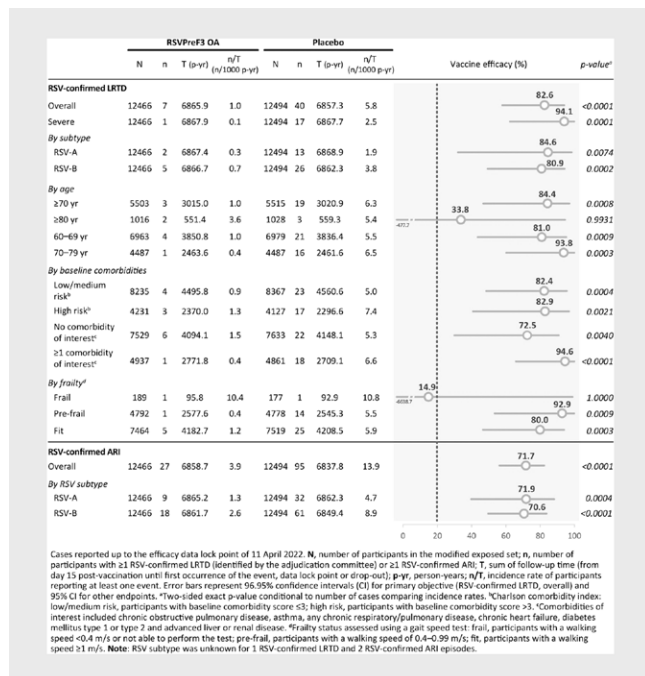 RSVPreF3 OA Placebo
N n T (p-yr) n/T (n/1000 p-yr) N n T (p-yr) n/T (n/1000 p-yr) Vaccine efficacy (%) p-valueᵃ
RSV-confirmed LRTD
Overall 12466 7 6865.9 1.0 12494 40 6857.3 5.8 82.6 <0.0001
Severe 12466 1 6867.9 0.1 12494 17 6867.7 2.5 94.1 0.0001
By subtype
RSV-A 12466 2 6867.4 0.3 12494 13 6868.9 1.9 84.6 0.0074
RSV-B 12466 5 6866.7 0.7 12494 26 6862.3 3.8 80.9 0.0002
By age
≥70 yr 5503 3 3015.0 1.0 5515 19 3020.9 6.3 84.4 0.0008
≥80 yr 1016 2 551.4 3.6 1028 3 559.3 5.4 33.8 0.9931
60–69 yr 6963 4 3850.8 1.0 6979 21 3836.4 5.5 81.0 0.0009
70–79 yr 4487 1 2463.6 0.4 4487 16 2461.6 6.5 93.8 0.0003
By baseline comorbidities
Low/medium
riskᵇ 8235 4 4495.8 0.9 8367 23 4560.6 5.0 82.4 0.0004
High riskᵇ 4231 3 2370.0 1.3 4127 17 2296.6 7.4 82.9 0.0021
No comorbidity
of interestᶜ 7529 6 4094.1 1.5 7633 22 4148.1 5.3 72.5 0.0040
≥1 comorbidity
of interestᶜ 4937 1 2771.8 0.4 4861 18 2709.1 6.6 94.6 <0.0001
By frailtyᵈ
Frail 189 1 95.8 10.4 177 1 92.9 10.8 14.9 1.0000
Pre-frail 4792 1 2577.6 0.4 4778 14 2545.3 5.5 92.9 0.0009
Fit 7464 5 4182.7 1.2 7519 25 4208.5 5.9 80.0 0.0003
RSV-confirmed ARI
Overall 12466 27 6858.7 3.9 12494 95 6837.8 13.9 71.7 <0.0001
By RSV subtype
RSV-A 12466 9 6865.2 1.3 12494 32 6862.3 4.7 71.9 0.0004
RSV-B 12466 18 6861.7 2.6 12494 61 6849.4 8.9 70.6 <0.0001
0 20 40 60 80 100
Cases reported up to the efficacy data lock point of 11 April 2022. N, number of participants in the modified exposed set; n, number of
participants with ≥1 RSV-confirmed LRTD (identified by the adjudication committee) or ≥1 RSV-confirmed ARI; T, sum of follow-up time (from
day 15 post-vaccination until first occurrence of the event, data lock point or drop-out); p-yr, person-years; n/T, incidence rate of participants
reporting at least one event. Error bars represent 96.95% confidence intervals (CI) for primary objective (RSV-confirmed LRTD, overall) and
95% CI for other endpoints. ᵃTwo-sided exact p-value conditional to number of cases comparing incidence rates. ᵇCharlson comorbidity index:
low/medium risk, participants with baseline comorbidity score ≤3; high risk, participants with baseline comorbidity score >3. ᶜComorbidities of
interest included chronic obstructive pulmonary disease, asthma, any chronic respiratory/pulmonary disease, chronic heart failure, diabetes
mellitus type 1 or type 2 and advanced liver or renal disease. ᵈFrailty status assessed using a gait speed test: frail, participants with a walking
speed <0.4 m/s or not able to perform the test; pre-frail, participants with a walking speed of 0.4–0.99 m/s; fit, participants with a walking
speed ≥1 m/s. Note: RSV subtype was unknown for 1 RSV-confirmed LRTD and 2 RSV-confirmed ARI episodes.